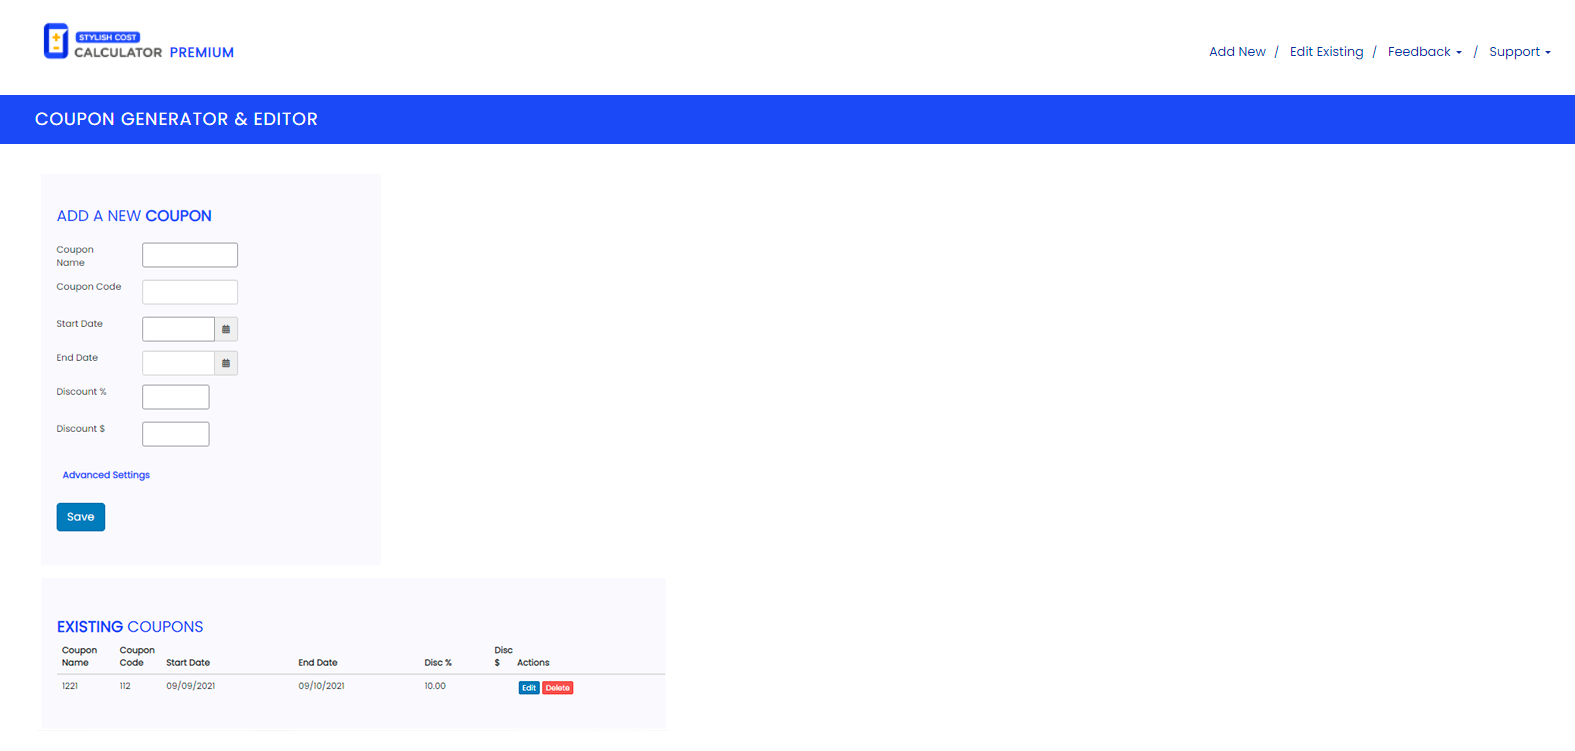 STYLISH COST
CALCULATOR PREMIUM
Add New / Edit Existing / Feedback / Support
COUPON GENERATOR & EDITOR
ADD A NEW COUPON
Coupon
Name
Coupon Code
Start Date
End Date
Discount %
Discount $
Advanced Settings
Save
EXISTING COUPONS
Coupon Name Coupon Code Start Date End Date Disc % Disc $ Actions
1221 112 09/09/2021 09/10/2021 10.00 Edit Delete